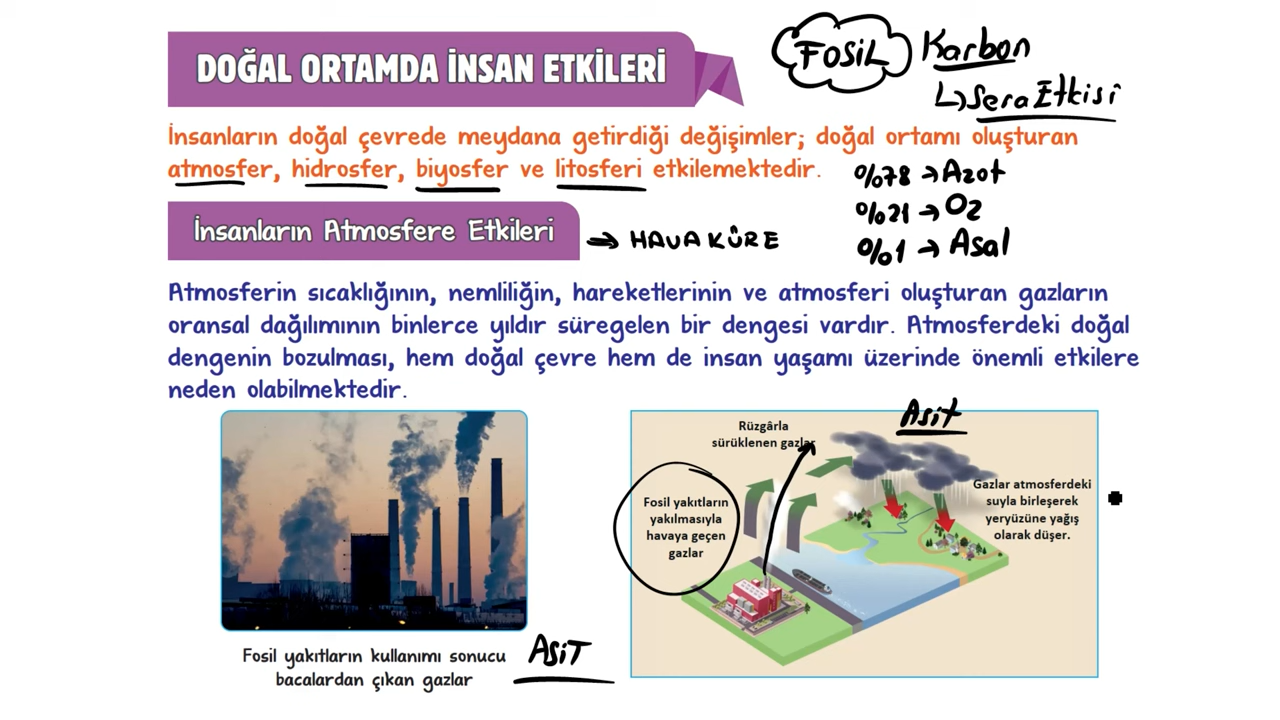 DOĞAL ORTAMDA İNSAN ETKİLERİ
FOSİL
Karbon
↳ Sera Etkisi
İnsanların doğal çevrede meydana getirdiği değişimler; doğal ortamı oluşturan
atmosfer, hidrosfer, biyosfer ve litosferi etkilemektedir.
%78 → Azot
%21 → O2
%1 → Asal
İnsanların Atmosfere Etkileri
⇒ HAVA KÜRE
Atmosferin sıcaklığının, nemliliğin, hareketlerinin ve atmosferi oluşturan gazların
oransal dağılımının binlerce yıldır süregelen bir dengesi vardır. Atmosferdeki doğal
dengenin bozulması, hem doğal çevre hem de insan yaşamı üzerinde önemli etkilere
neden olabilmektedir.
Asit
Rüzgârla
sürüklenen gazlar
Fosil yakıtların
yakılmasıyla
havaya geçen
gazlar
Gazlar atmosferdeki
suyla birleşerek
yeryüzüne yağış
olarak düşer.
Fosil yakıtların kullanımı sonucu
bacalardan çıkan gazlar
ASİT